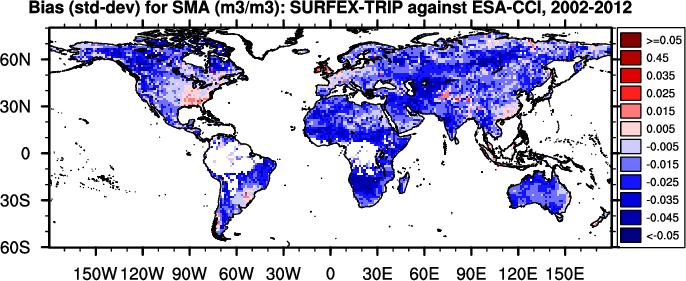 Bias (std-dev) for SMA (m3/m3): SURFEX-TRIP against ESA-CCI, 2002-2012
60N
30N
0
30S
60S
150W 120W 90W 60W 30W 0 30E 60E 90E 120E 150E
>=0.05
0.45
0.035
0.025
0.015
0.005
-0.005
-0.015
-0.025
-0.035
-0.045
<-0.05